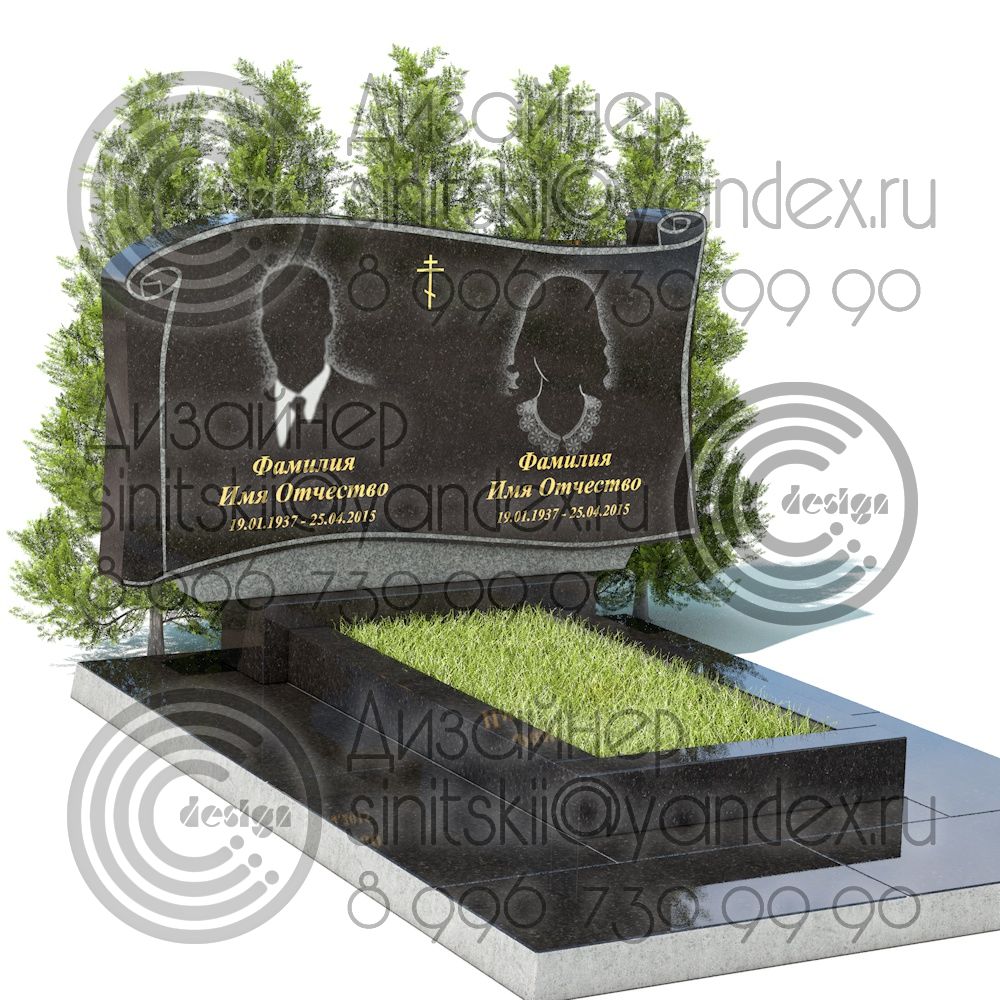 Дизайнер
sinitskii@yandex.ru
8 996 730 99 90
Дизайнер
sinitskii@yandex.ru
8 996 730 99 90
Фамилия
Имя Отчество
19.01.1937 - 25.04.2015
Фамилия
Имя Отчество
19.01.1937 - 25.04.2015
design
design
Дизайнер
sinitskii@yandex.ru
8 996 730 99 90